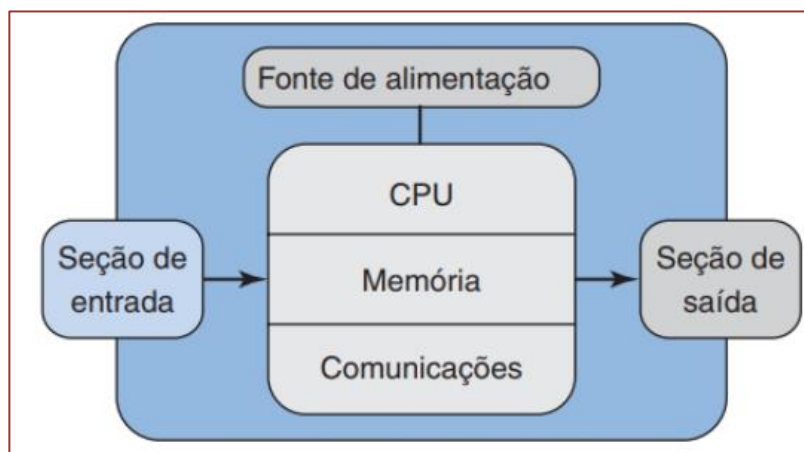 Fonte de alimentação
CPU
Seção de
entrada
Memória
Seção de
saída
Comunicações